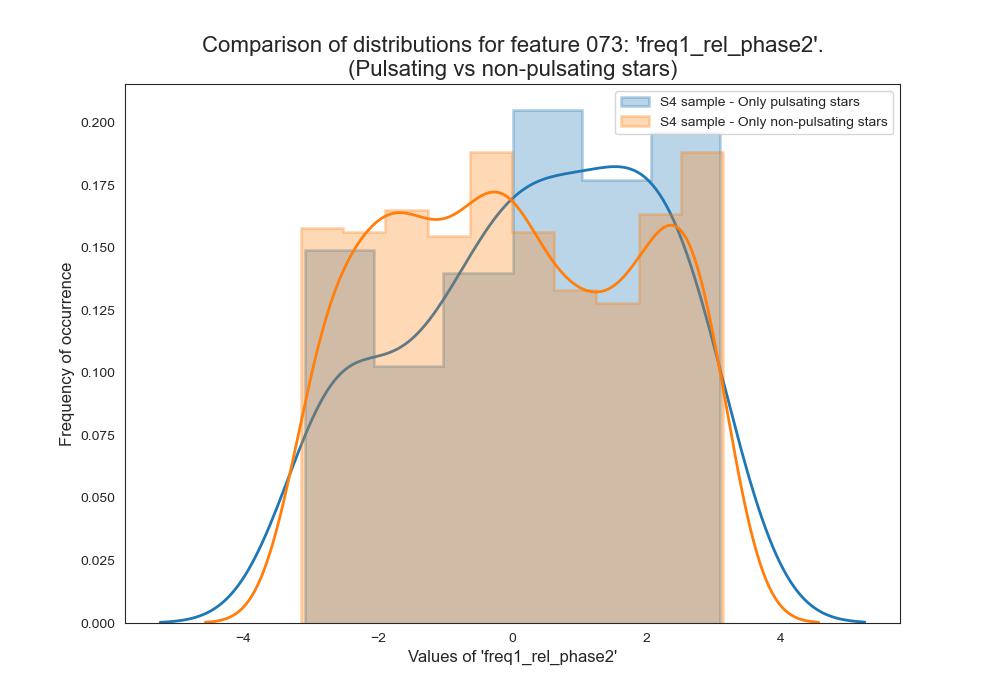 Comparison of distributions for feature 073: 'freq1_rel_phase2'.
(Pulsating vs non-pulsating stars)
S4 sample - Only pulsating stars
S4 sample - Only non-pulsating stars
0.200
0.175
0.150
0.125
0.100
0.075
0.050
0.025
0.000
Frequency of occurrence
−4
−2
0
2
4
Values of 'freq1_rel_phase2'